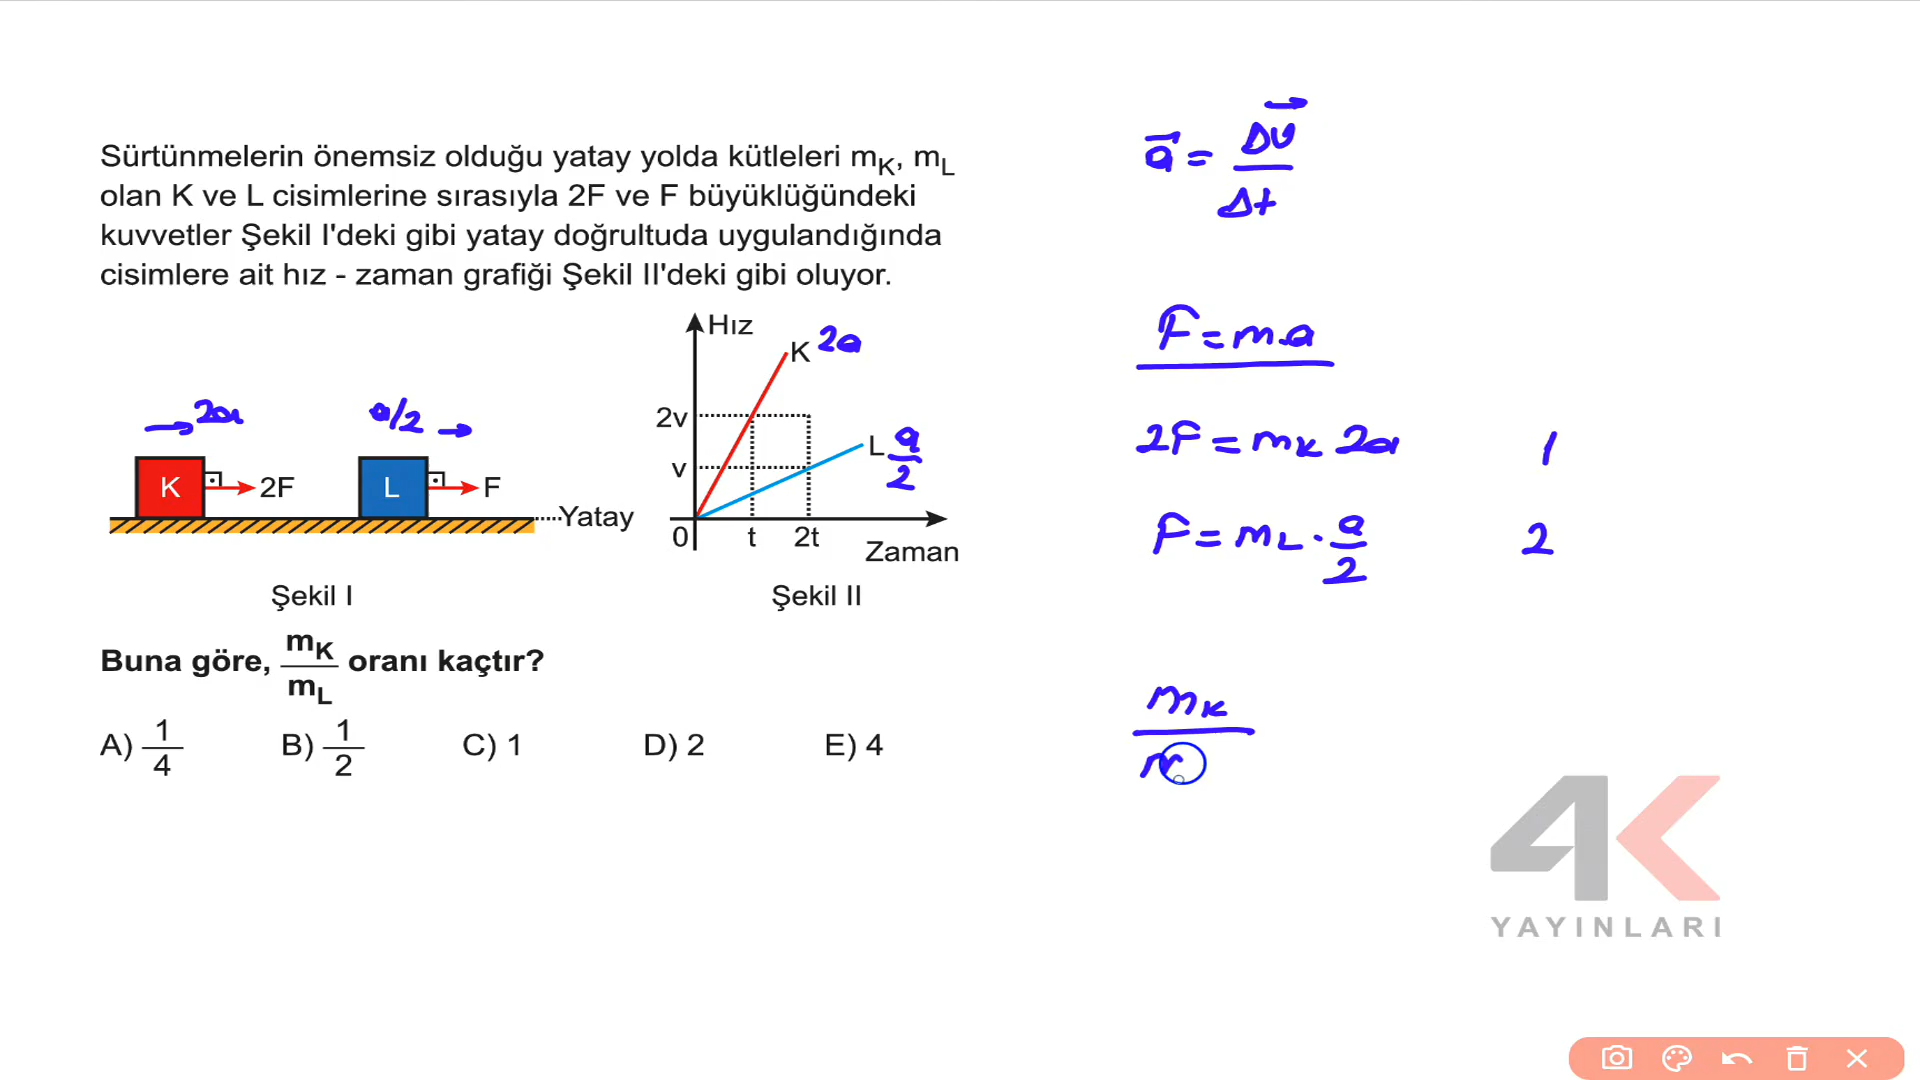 Sürtünmelerin önemsiz olduğu yatay yolda kütleleri mK, mL
olan K ve L cisimlerine sırasıyla 2F ve F büyüklüğündeki
kuvvetler Şekil I'deki gibi yatay doğrultuda uygulandığında
cisimlere ait hız - zaman grafiği Şekil II'deki gibi oluyor.
→ 2a
a/2 →
K
2F
L
F
Yatay
Şekil I
Hız
K 2a
2v
L a/2
v
0
t
2t
Zaman
Şekil II
Buna göre, mK/mL oranı kaçtır?
A) 1/4 B) 1/2 C) 1 D) 2 E) 4
a⃗ = Δv⃗/Δt
F = m.a
2F = mK 2a 1
F = mL · a/2 2
mK
m
4K
YAYINLARI